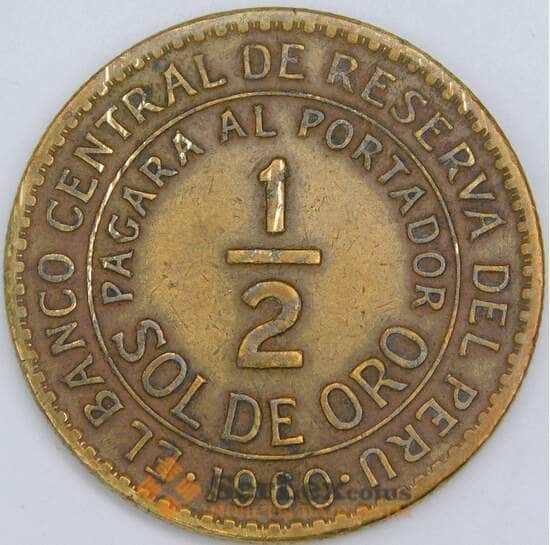 ·EL BANCO CENTRAL DE RESERVA DEL PERU·
PAGARA AL PORTADOR
1
2
SOL DE ORO
1960